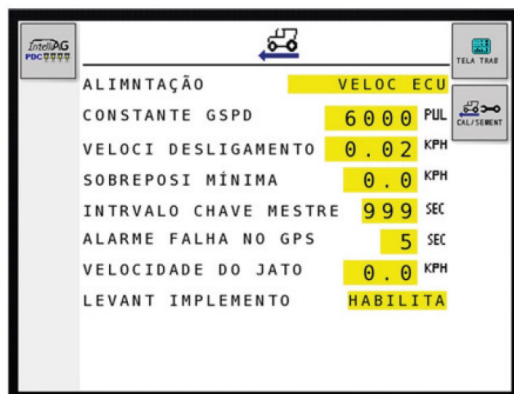 IntelliAG
PDC
TELA TRAB
CAL/SEMENT
ALIMNTAÇÃO VELOC ECU
CONSTANTE GSPD 6000 PUL
VELOCI DESLIGAMENTO 0.02 KPH
SOBREPOSI MÍNIMA 0.0 KPH
INTRVALO CHAVE MESTRE 999 SEC
ALARME FALHA NO GPS 5 SEC
VELOCIDADE DO JATO 0.0 KPH
LEVANT IMPLEMENTO HABILITA